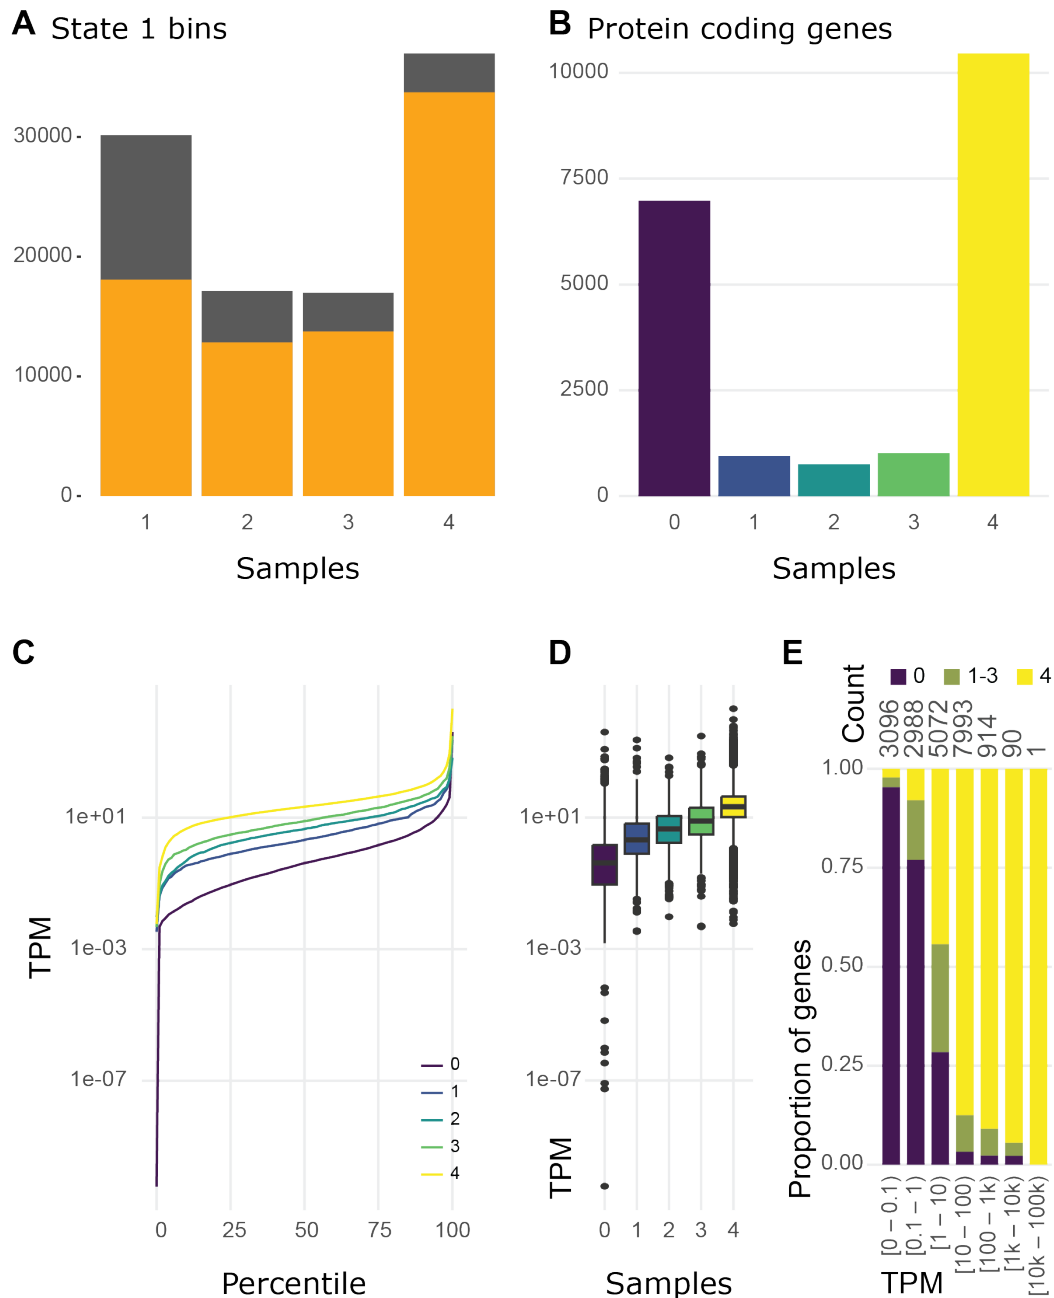 A State 1 bins
30000
20000
10000
0
1 2 3 4
Samples
B Protein coding genes
10000
7500
5000
2500
0
0 1 2 3 4
Samples
C
TPM
1e+01
1e-03
1e-07
0
1
2
3
4
0 25 50 75 100
Percentile
D
1e+01
1e-03
1e-07
TPM
0 1 2 3 4
Samples
E
0 1-3 4
Count
3096
2988
5072
7993
914
90
1
Proportion of genes
1.00
0.75
0.50
0.25
0.00
[0 – 0.1)
[0.1 – 1)
[1 – 10)
[10 – 100)
[100 – 1k)
[1k – 10k)
[10k – 100k)
TPM